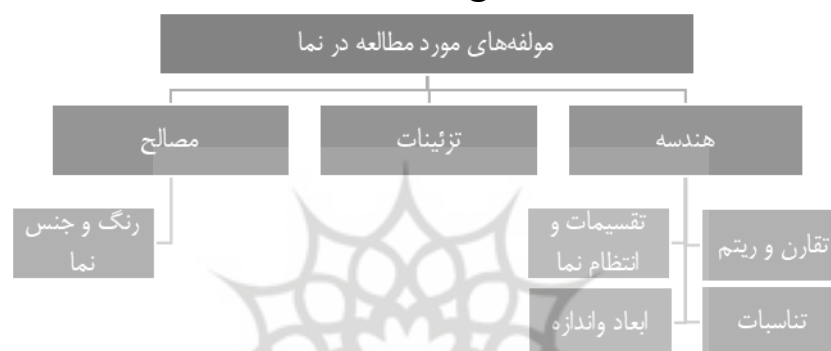 مولفه‌های مورد مطالعه در نما
هندسه
تزئینات
مصالح
تقارن و ریتم
تقسیمات و
انتظام نما
تناسبات
ابعاد واندازه
رنگ و جنس
نما